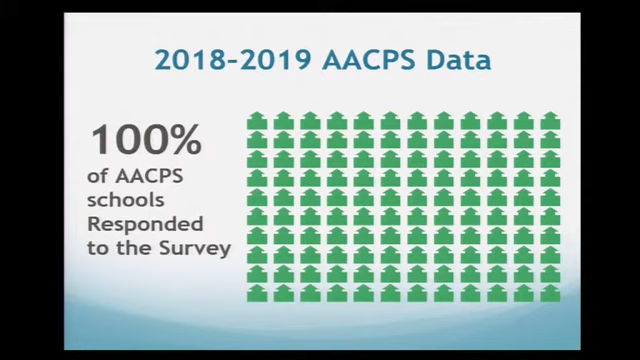 2018-2019 AACPS Data
100%
of AACPS
schools
Responded
to the Survey